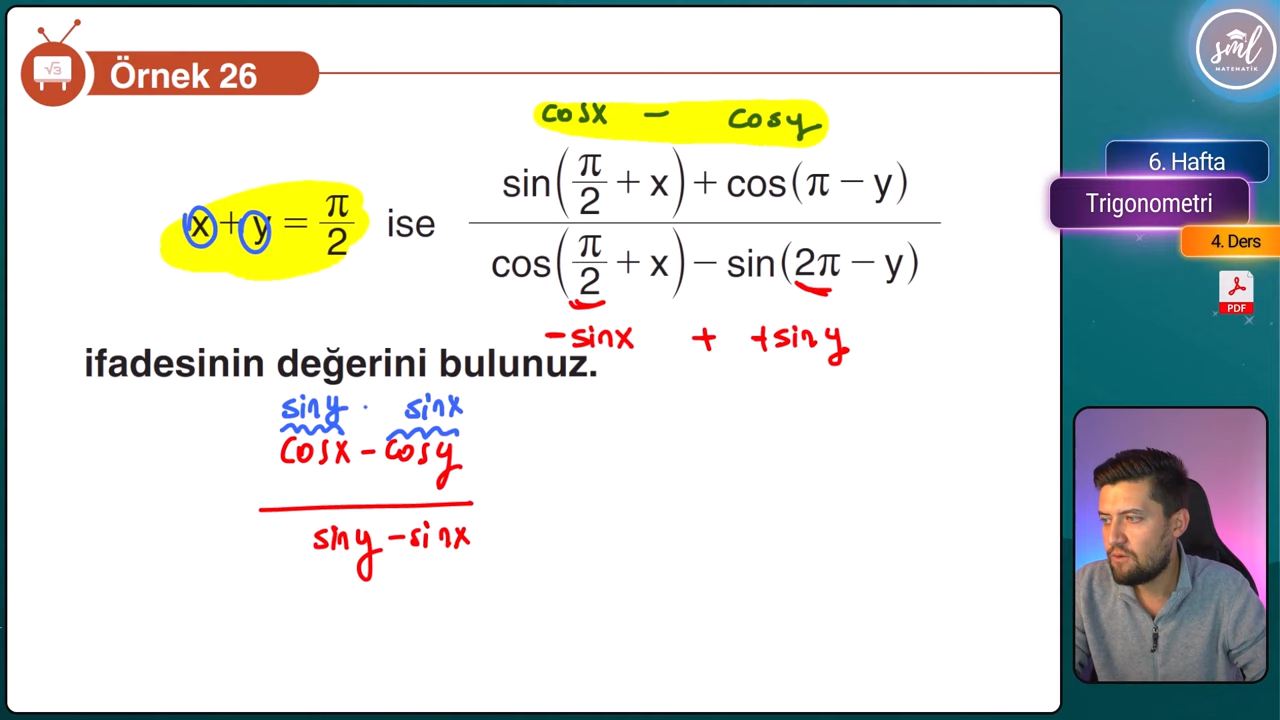 √3
Örnek 26
sml
MATEMATİK
6. Hafta
Trigonometri
4. Ders
PDF
cosx - cosy
x + y = π/2 ise
sin(π/2 + x) + cos(π − y)
cos(π/2 + x) − sin(2π − y)
-sinx + +siny
ifadesinin değerini bulunuz.
siny · sinx
cosx - cosy
siny - sinx